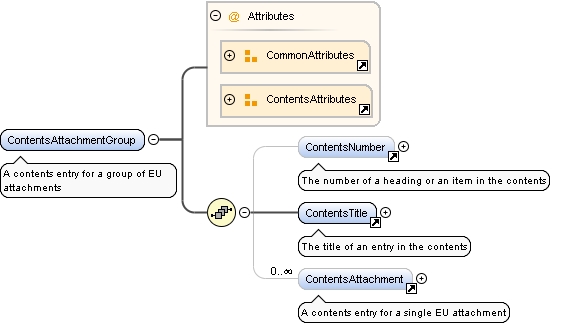 @ Attributes
CommonAttributes
ContentsAttributes
ContentsAttachmentGroup
A contents entry for a group of EU
attachments
ContentsNumber
The number of a heading or an item in the contents
ContentsTitle
The title of an entry in the contents
0..∞
ContentsAttachment
A contents entry for a single EU attachment